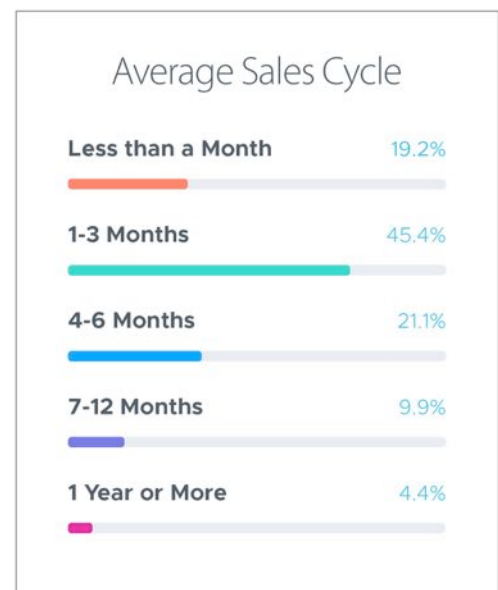 Average Sales Cycle
Less than a Month 19.2%
1-3 Months 45.4%
4-6 Months 21.1%
7-12 Months 9.9%
1 Year or More 4.4%